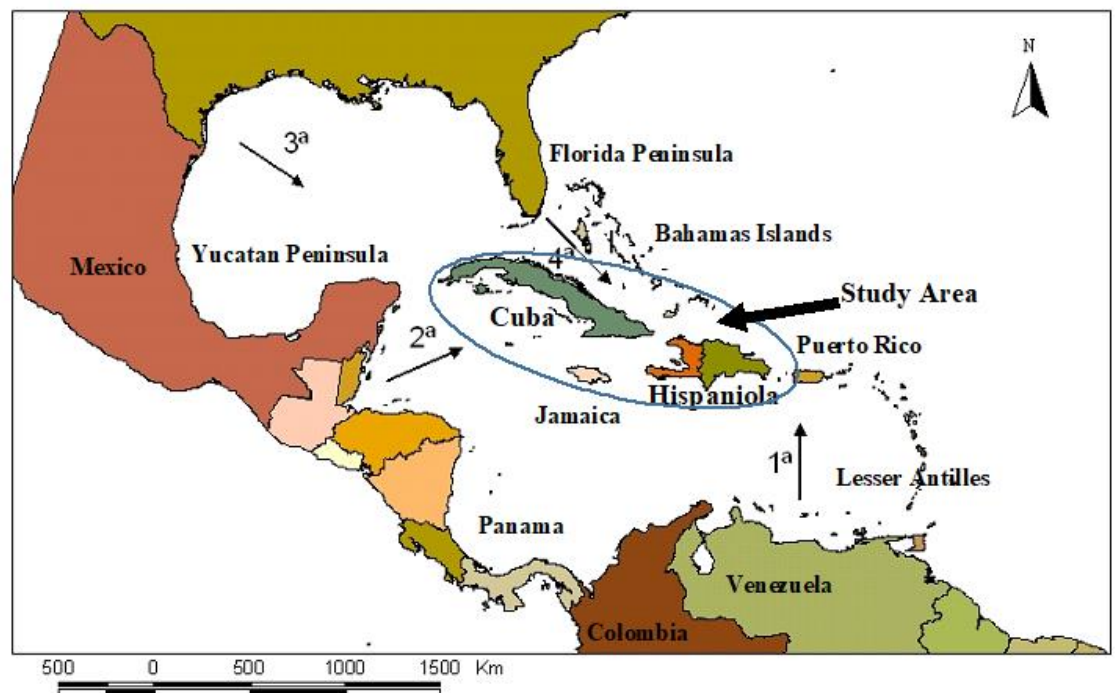 N
3ª
Florida Peninsula
Bahamas Islands
Yucatan Peninsula
Mexico
4ª
Study Area
Cuba
2ª
Puerto Rico
Hispaniola
Jamaica
1ª
Lesser Antilles
Panama
Venezuela
Colombia
500 0 500 1000 1500 Km